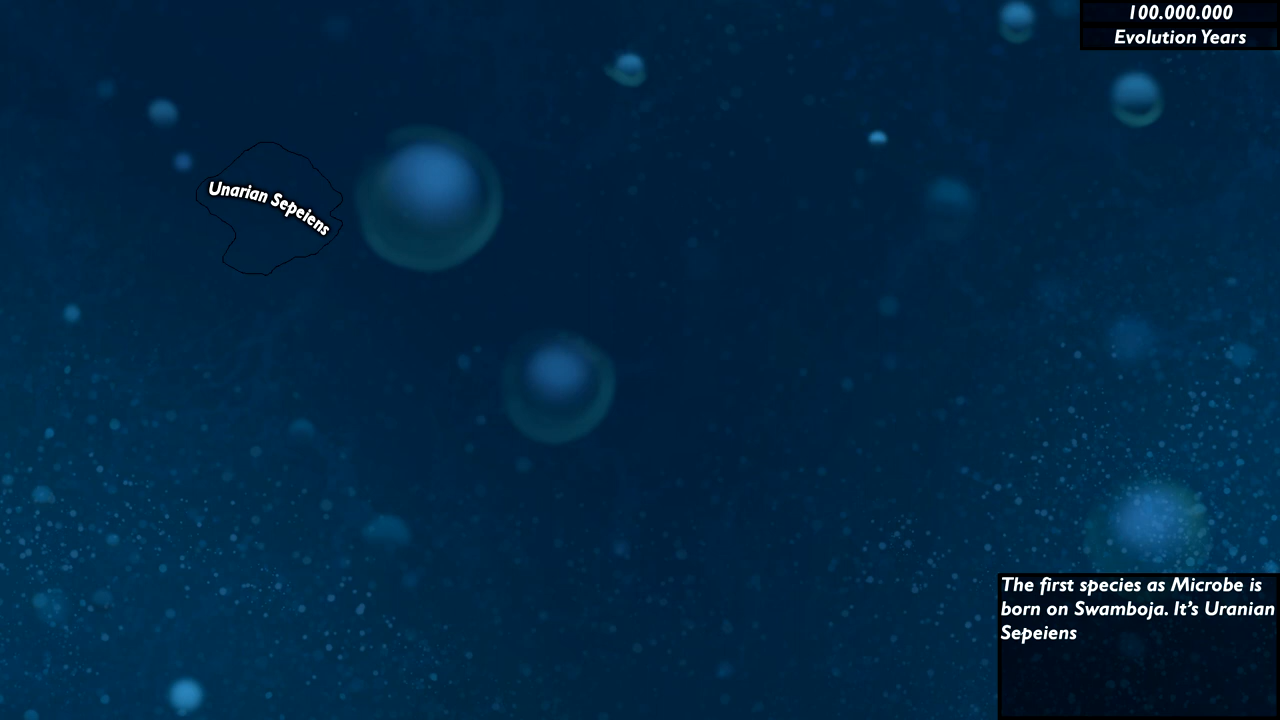 100.000.000
Evolution Years
Unarian Sepeiens
The first species as Microbe is
born on Swamboja. It's Uranian
Sepeiens